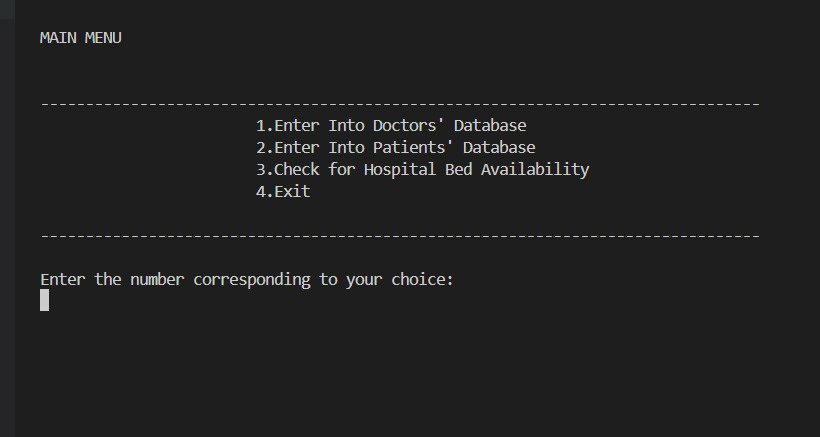 MAIN MENU
--------------------------------------------------------------------------------
1.Enter Into Doctors' Database
2.Enter Into Patients' Database
3.Check for Hospital Bed Availability
4.Exit
--------------------------------------------------------------------------------
Enter the number corresponding to your choice: